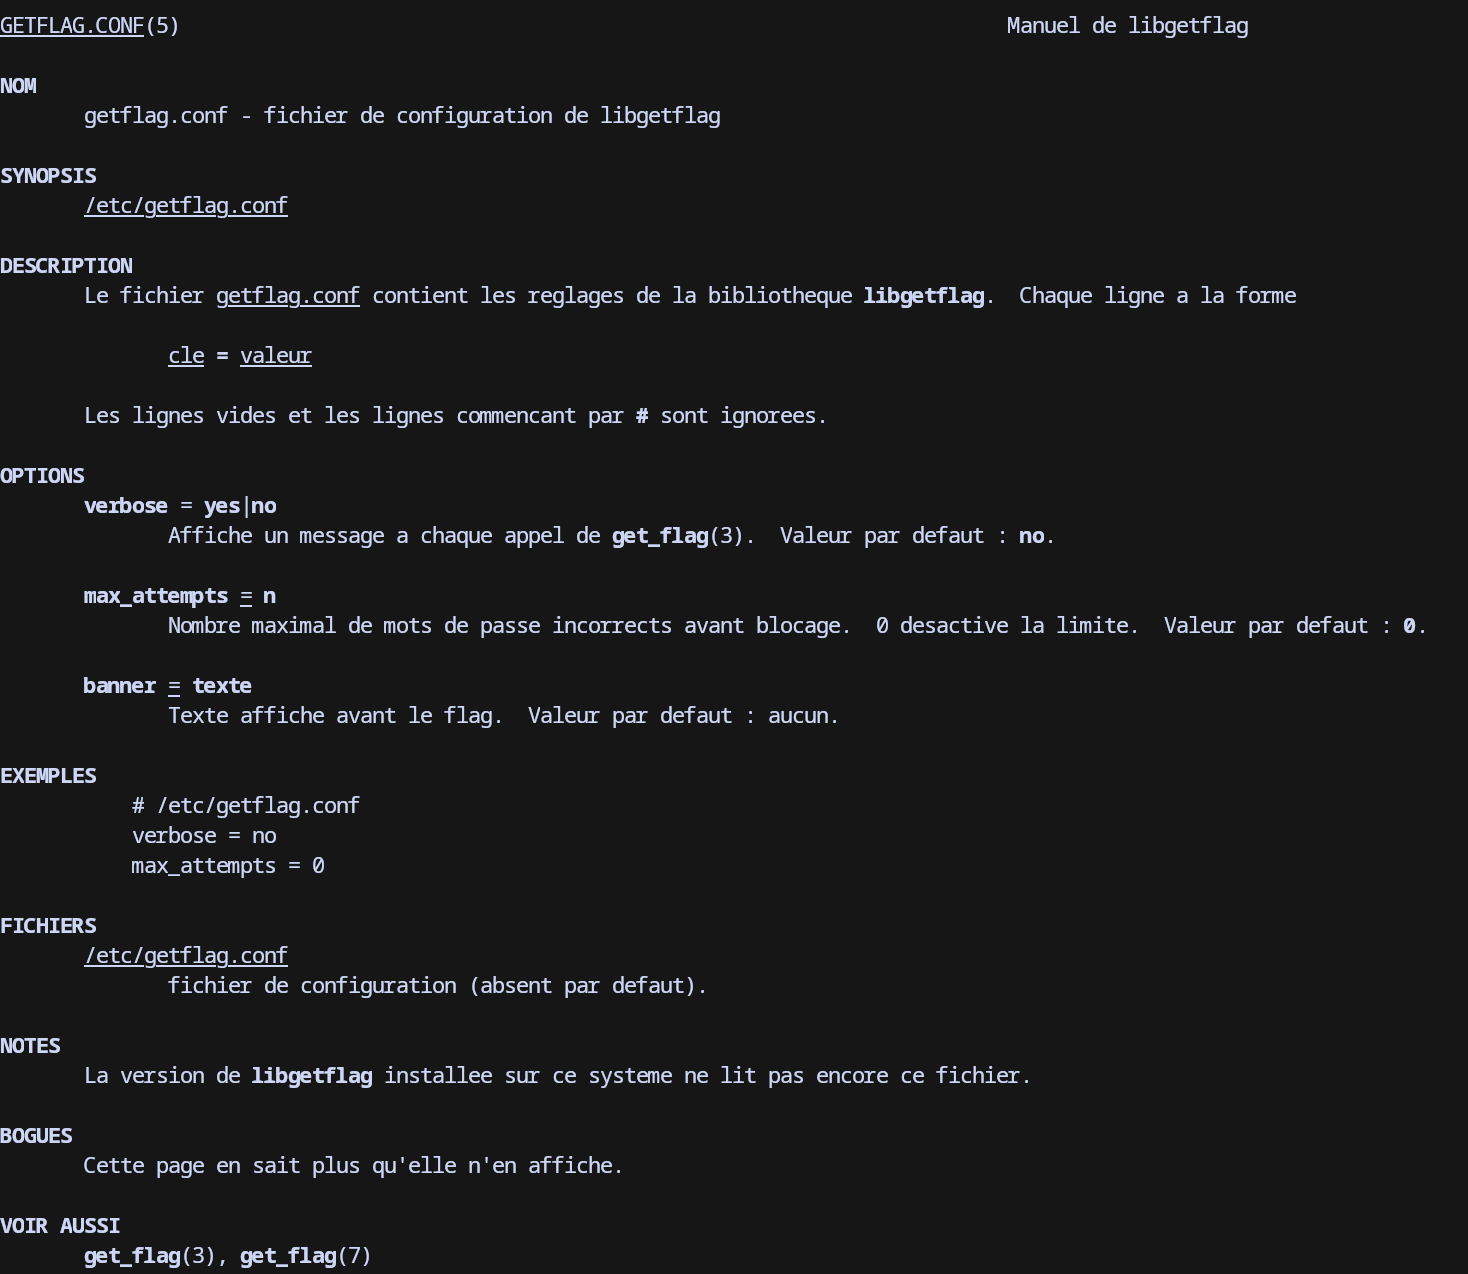 GETFLAG.CONF(5) Manuel de libgetflag
NOM
getflag.conf - fichier de configuration de libgetflag
SYNOPSIS
/etc/getflag.conf
DESCRIPTION
Le fichier getflag.conf contient les reglages de la bibliotheque libgetflag.  Chaque ligne a la forme
cle = valeur
Les lignes vides et les lignes commencant par # sont ignorees.
OPTIONS
verbose = yes|no
Affiche un message a chaque appel de get_flag(3).  Valeur par defaut : no.
max_attempts = n
Nombre maximal de mots de passe incorrects avant blocage.  0 desactive la limite.  Valeur par defaut : 0.
banner = texte
Texte affiche avant le flag.  Valeur par defaut : aucun.
EXEMPLES
# /etc/getflag.conf
verbose = no
max_attempts = 0
FICHIERS
/etc/getflag.conf
fichier de configuration (absent par defaut).
NOTES
La version de libgetflag installee sur ce systeme ne lit pas encore ce fichier.
BOGUES
Cette page en sait plus qu'elle n'en affiche.
VOIR AUSSI
get_flag(3), get_flag(7)